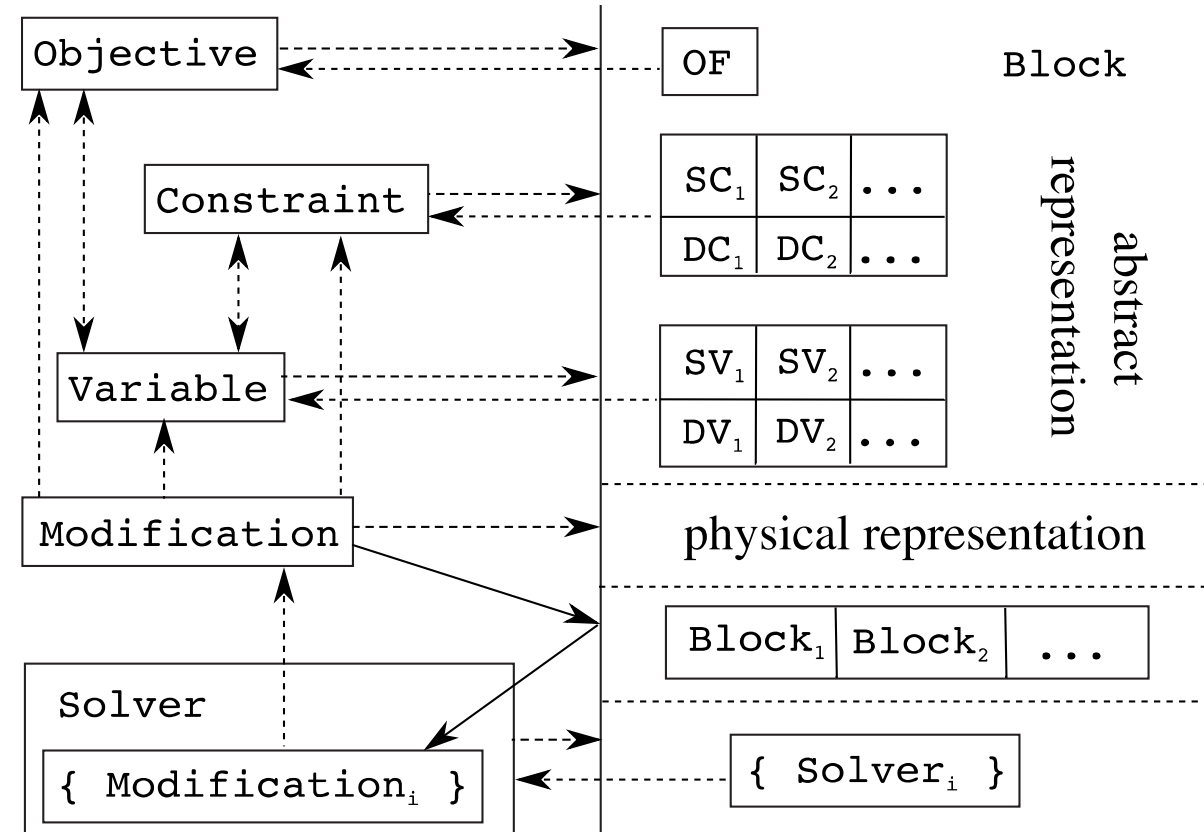 Objective
OF
Block
Constraint
SC₁ SC₂ ...
DC₁ DC₂ ...
abstract
representation
Variable
SV₁ SV₂ ...
DV₁ DV₂ ...
Modification
physical representation
Block₁ Block₂ ...
Solver
{ Modificationᵢ }
{ Solverᵢ }